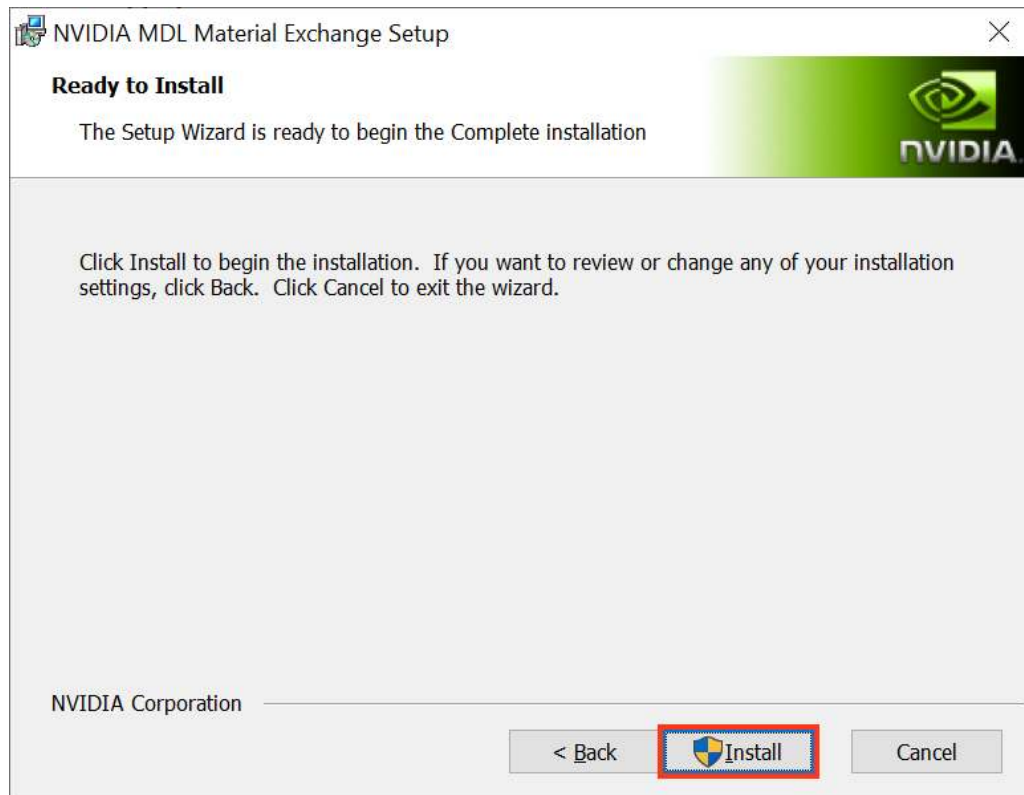 NVIDIA MDL Material Exchange Setup
Ready to Install
The Setup Wizard is ready to begin the Complete installation
NVIDIA.
Click Install to begin the installation.  If you want to review or change any of your installation
settings, click Back.  Click Cancel to exit the wizard.
NVIDIA Corporation
< Back
Install
Cancel